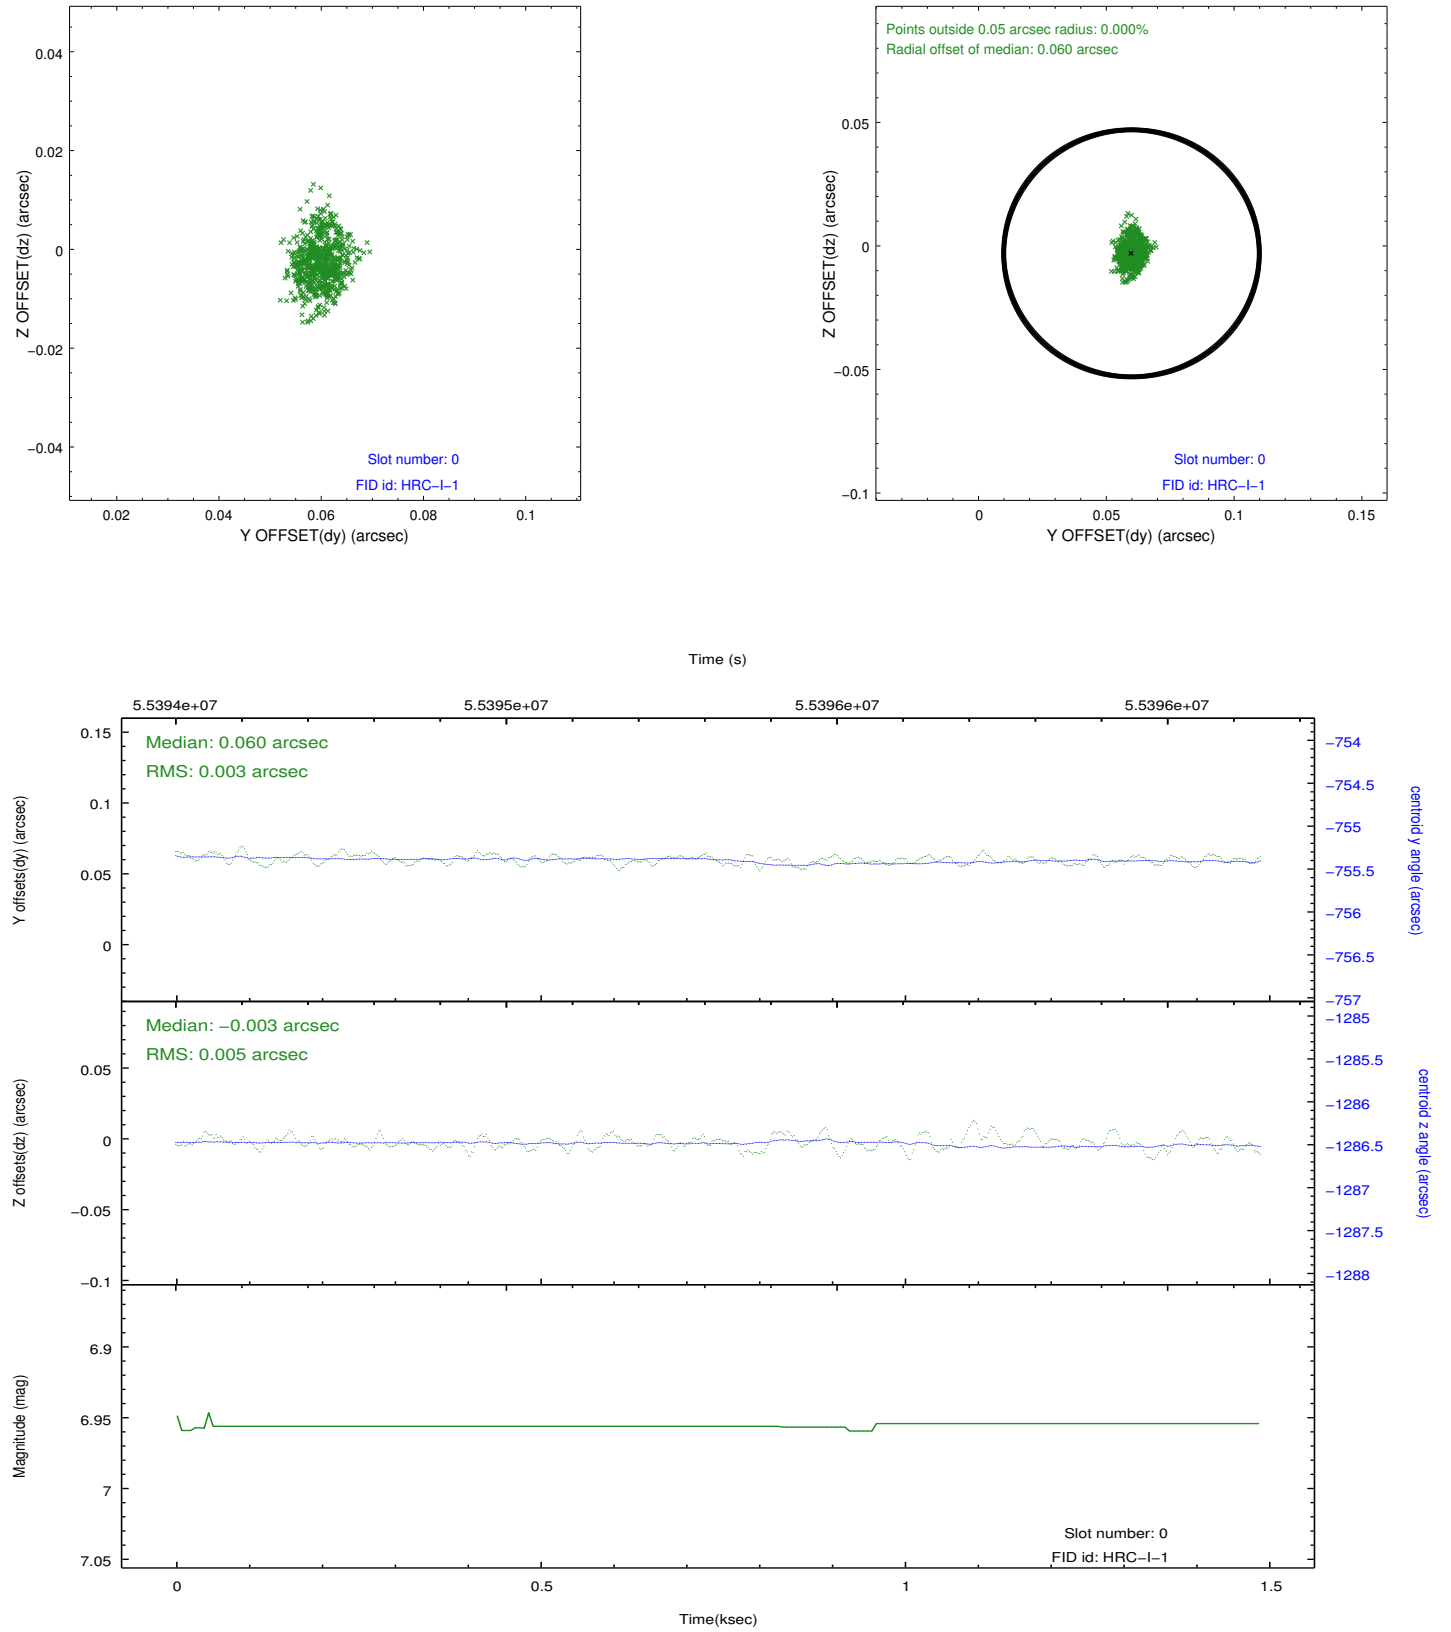 0.04
0.02
0
−0.02
−0.04
Z OFFSET(dz) (arcsec)
Slot number: 0
FID id: HRC−I−1
0.02 0.04 0.06 0.08 0.1
Y OFFSET(dy) (arcsec)
Points outside 0.05 arcsec radius: 0.000%
Radial offset of median: 0.060 arcsec
0.05
0
−0.05
−0.1
Z OFFSET(dz) (arcsec)
Slot number: 0
FID id: HRC−I−1
0 0.05 0.1 0.15
Y OFFSET(dy) (arcsec)
Time (s)
5.5394e+07 5.5395e+07 5.5396e+07 5.5396e+07
Median: 0.060 arcsec
RMS: 0.003 arcsec
0.15
0.1
0.05
0
Y offsets(dy) (arcsec)
−754
−754.5
−755
−755.5
−756
−756.5
−757
centroid y angle (arcsec)
Median: −0.003 arcsec
RMS: 0.005 arcsec
0.05
0
−0.05
−0.1
Z offsets(dz) (arcsec)
−1285
−1285.5
−1286
−1286.5
−1287
−1287.5
−1288
centroid z angle (arcsec)
6.9
6.95
7
7.05
Magnitude (mag)
Slot number: 0
FID id: HRC−I−1
0 0.5 1 1.5
Time(ksec)